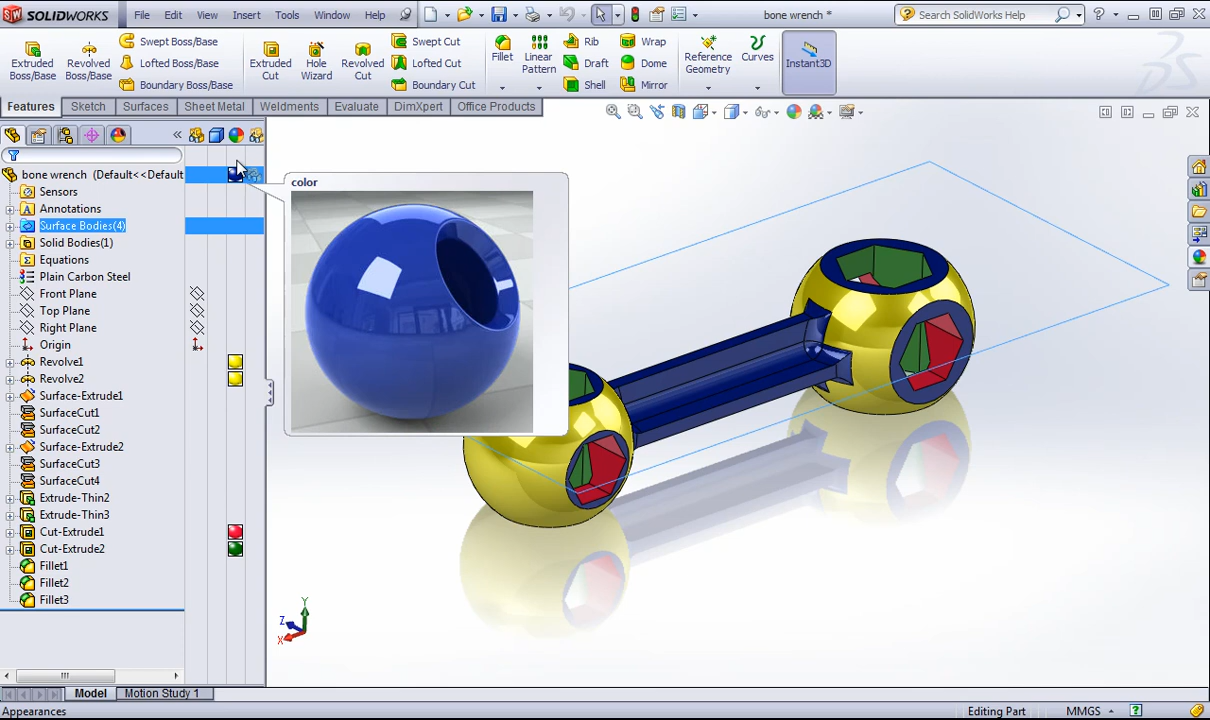 SOLIDWORKS File Edit View Insert Tools Window Help bone wrench * Search SolidWorks Help
Extruded Boss/Base
Revolved Boss/Base
Swept Boss/Base
Lofted Boss/Base
Boundary Boss/Base
Extruded Cut
Hole Wizard
Revolved Cut
Swept Cut
Lofted Cut
Boundary Cut
Fillet
Linear Pattern
Rib
Draft
Shell
Wrap
Dome
Mirror
Reference Geometry
Curves
Instant3D
Features Sketch Surfaces Sheet Metal Weldments Evaluate DimXpert Office Products
bone wrench (Default<<Default
Sensors
Annotations
Surface Bodies(4)
Solid Bodies(1)
Equations
Plain Carbon Steel
Front Plane
Top Plane
Right Plane
Origin
Revolve1
Revolve2
Surface-Extrude1
SurfaceCut1
SurfaceCut2
Surface-Extrude2
SurfaceCut3
SurfaceCut4
Extrude-Thin2
Extrude-Thin3
Cut-Extrude1
Cut-Extrude2
Fillet1
Fillet2
Fillet3
color
Y
Z
X
Model Motion Study 1
Appearances Editing Part MMGS